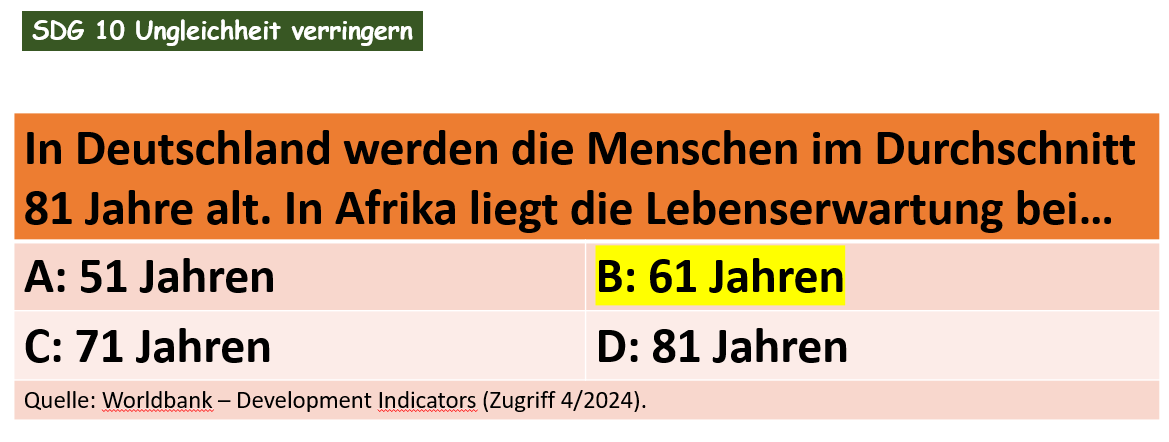 SDG 10 Ungleichheit verringern
In Deutschland werden die Menschen im Durchschnitt
81 Jahre alt. In Afrika liegt die Lebenserwartung bei…
A: 51 Jahren
B: 61 Jahren
C: 71 Jahren
D: 81 Jahren
Quelle: Worldbank – Development Indicators (Zugriff 4/2024).